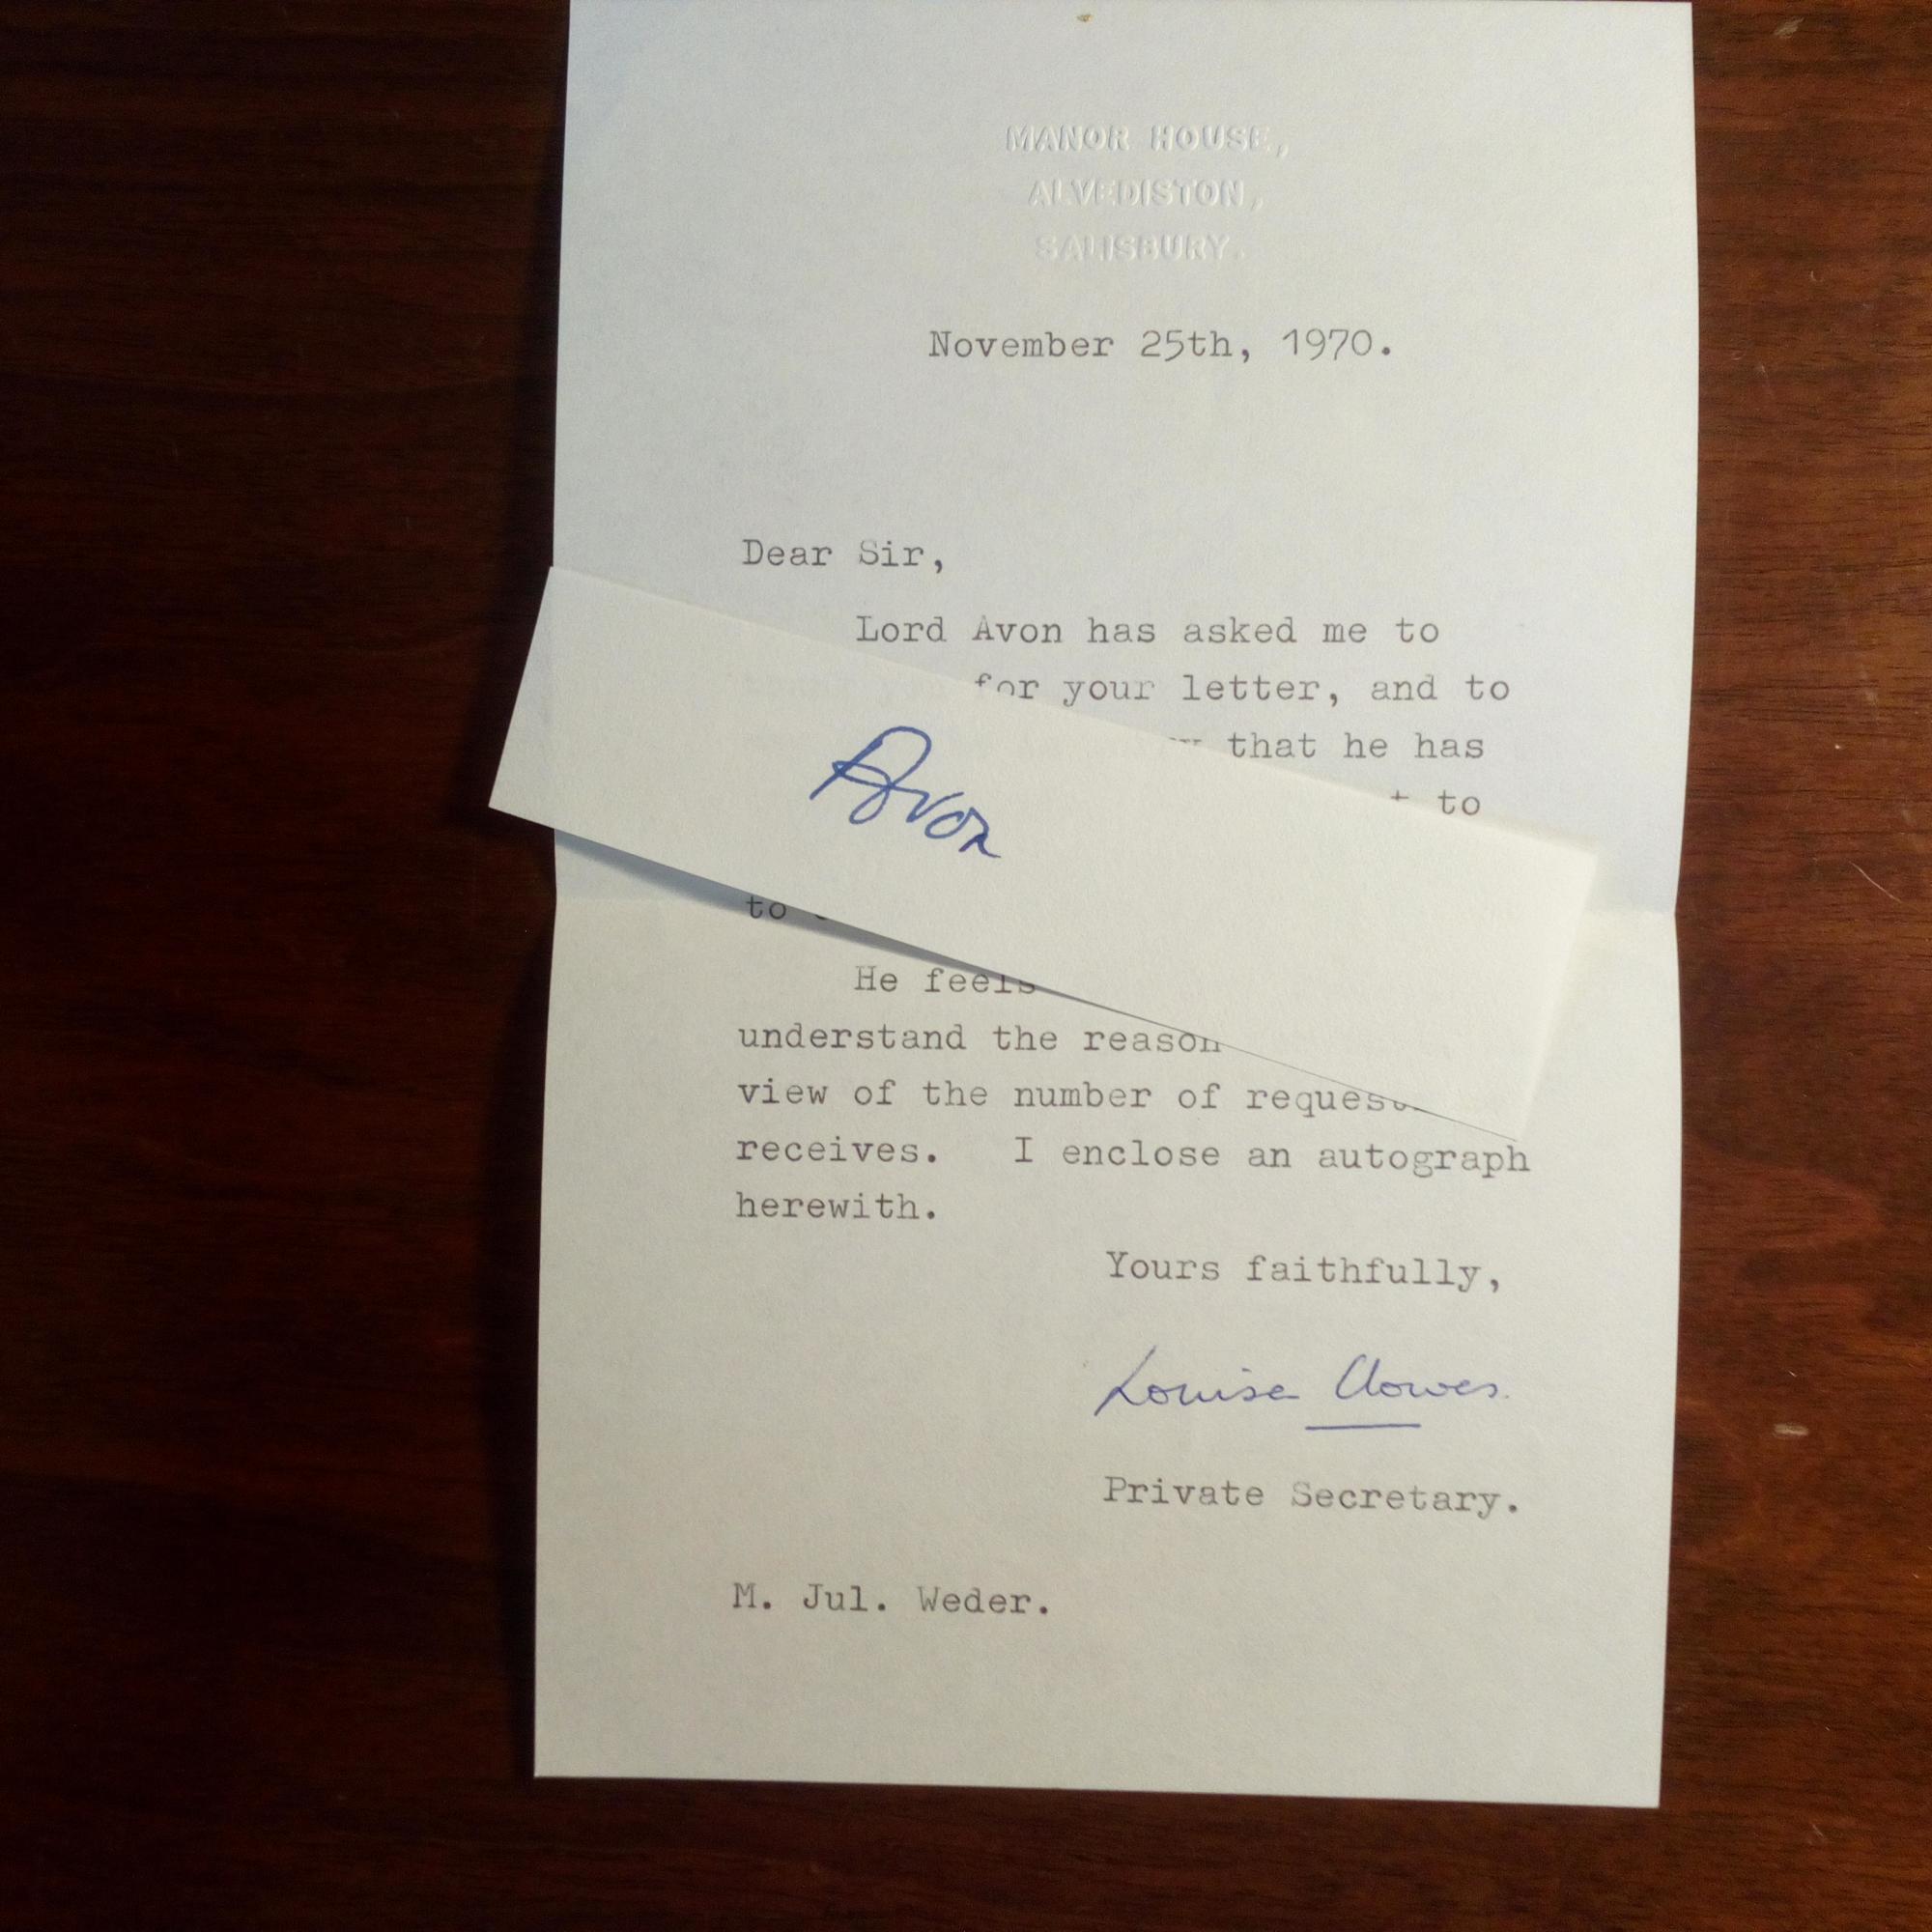 MANOR HOUSE,
ALVEDISTON,
SALISBURY.
November 25th, 1970.
Dear Sir,
Lord Avon has asked me to
for your letter, and to
that he has
to
Avon
to
He feels
understand the reason
view of the number of requests
receives. I enclose an autograph
herewith.
Yours faithfully,
Louise Clowes
Private Secretary.
M. Jul. Weder.